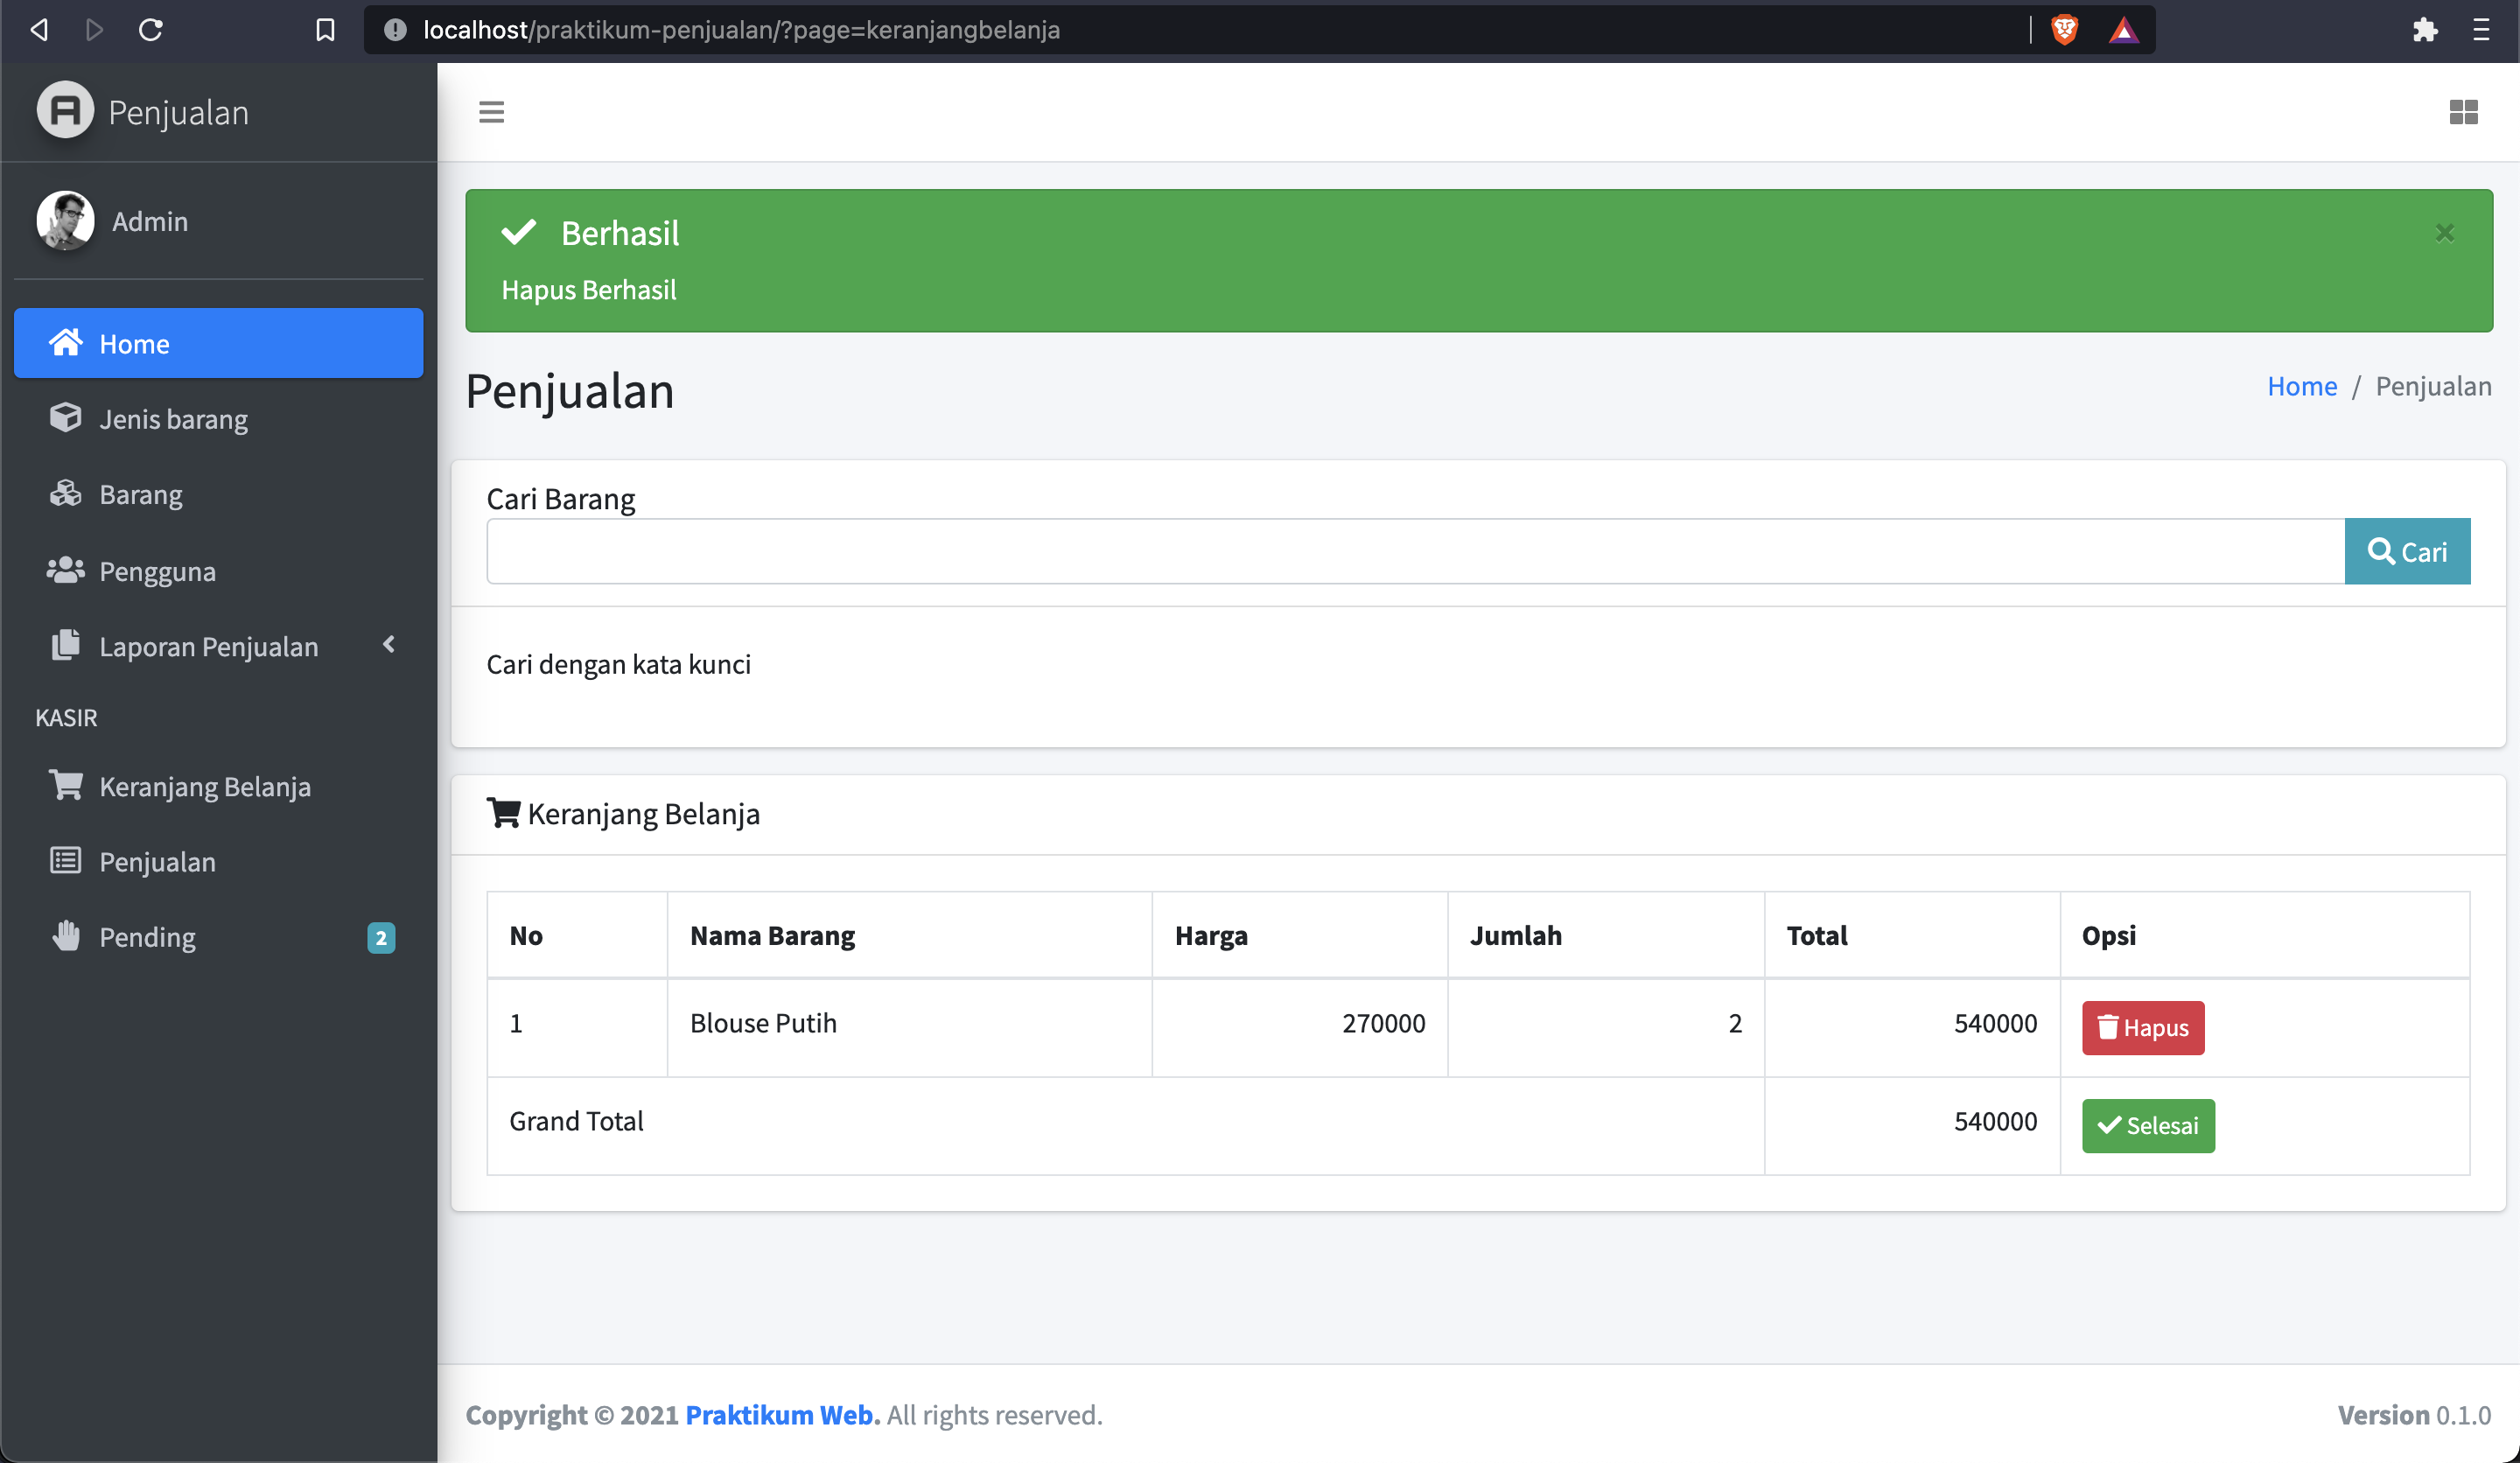 localhost/praktikum-penjualan/?page=keranjangbelanja
Penjualan
Admin
Home
Jenis barang
Barang
Pengguna
Laporan Penjualan
KASIR
Keranjang Belanja
Penjualan
Pending 2
Berhasil
Hapus Berhasil
Penjualan
Home / Penjualan
Cari Barang
Cari
Cari dengan kata kunci
Keranjang Belanja
No Nama Barang Harga Jumlah Total Opsi
1 Blouse Putih 270000 2 540000 Hapus
Grand Total 540000 Selesai
Copyright © 2021 Praktikum Web. All rights reserved.
Version 0.1.0